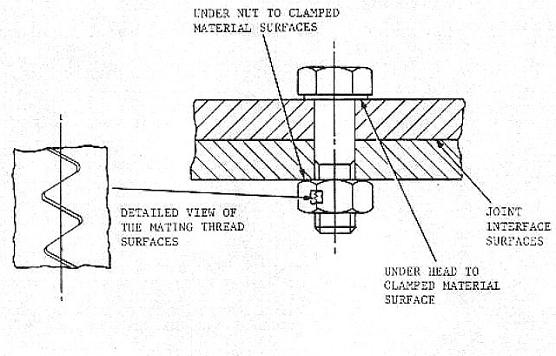 UNDER NUT TO CLAMPED
MATERIAL SURFACES
DETAILED VIEW OF
THE MATING THREAD
SURFACES
JOINT
INTERFACE
SURFACES
UNDER HEAD TO
CLAMPED MATERIAL
SURFACE